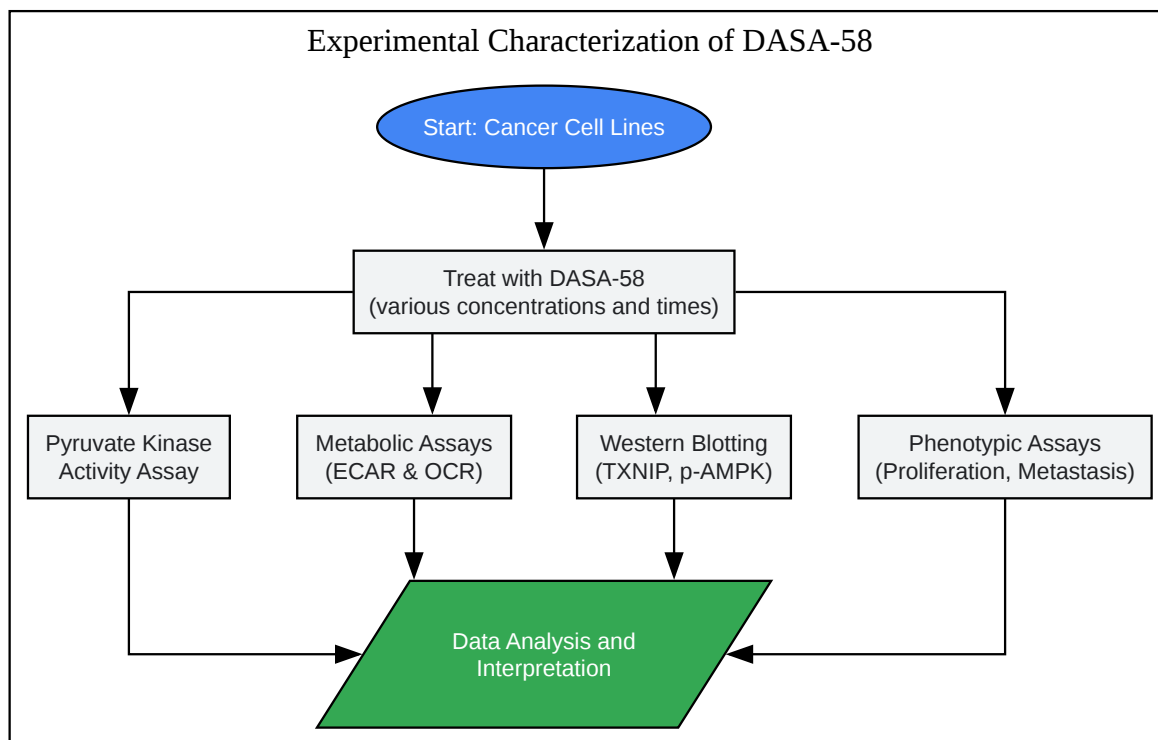 Experimental Characterization of DASA-58
Start: Cancer Cell Lines
Treat with DASA-58
(various concentrations and times)
Pyruvate Kinase
Activity Assay
Metabolic Assays
(ECAR & OCR)
Western Blotting
(TXNIP, p-AMPK)
Phenotypic Assays
(Proliferation, Metastasis)
Data Analysis and
Interpretation